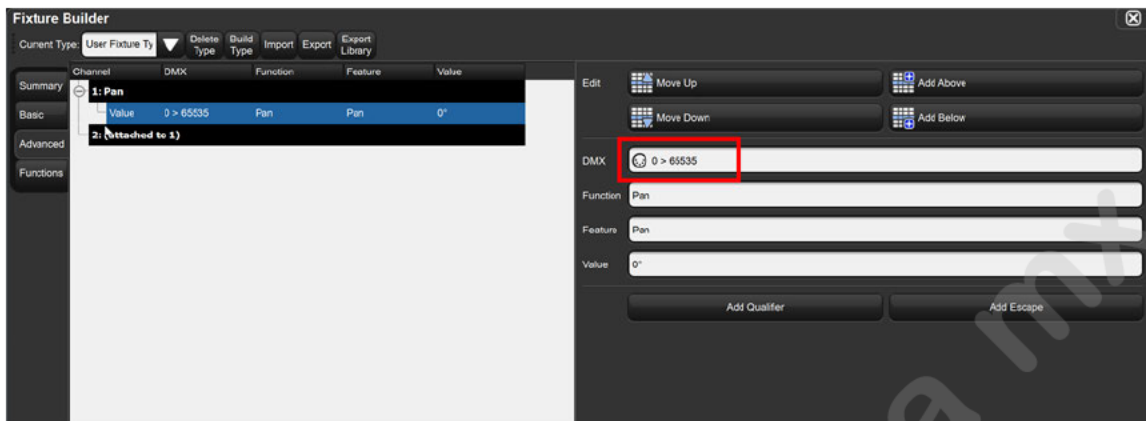 Fixture Builder
Current Type: User Fixture Ty Delete Type Build Type Import Export Export Library
Summary
Basic
Advanced
Functions
Channel DMX Function Feature Value
1: Pan
Value 0 > 65535 Pan Pan 0°
2: (attached to 1)
Edit Move Up Add Above
Move Down Add Below
DMX 0 > 65535
Function Pan
Feature Pan
Value 0°
Add Qualifier Add Escape
a mx